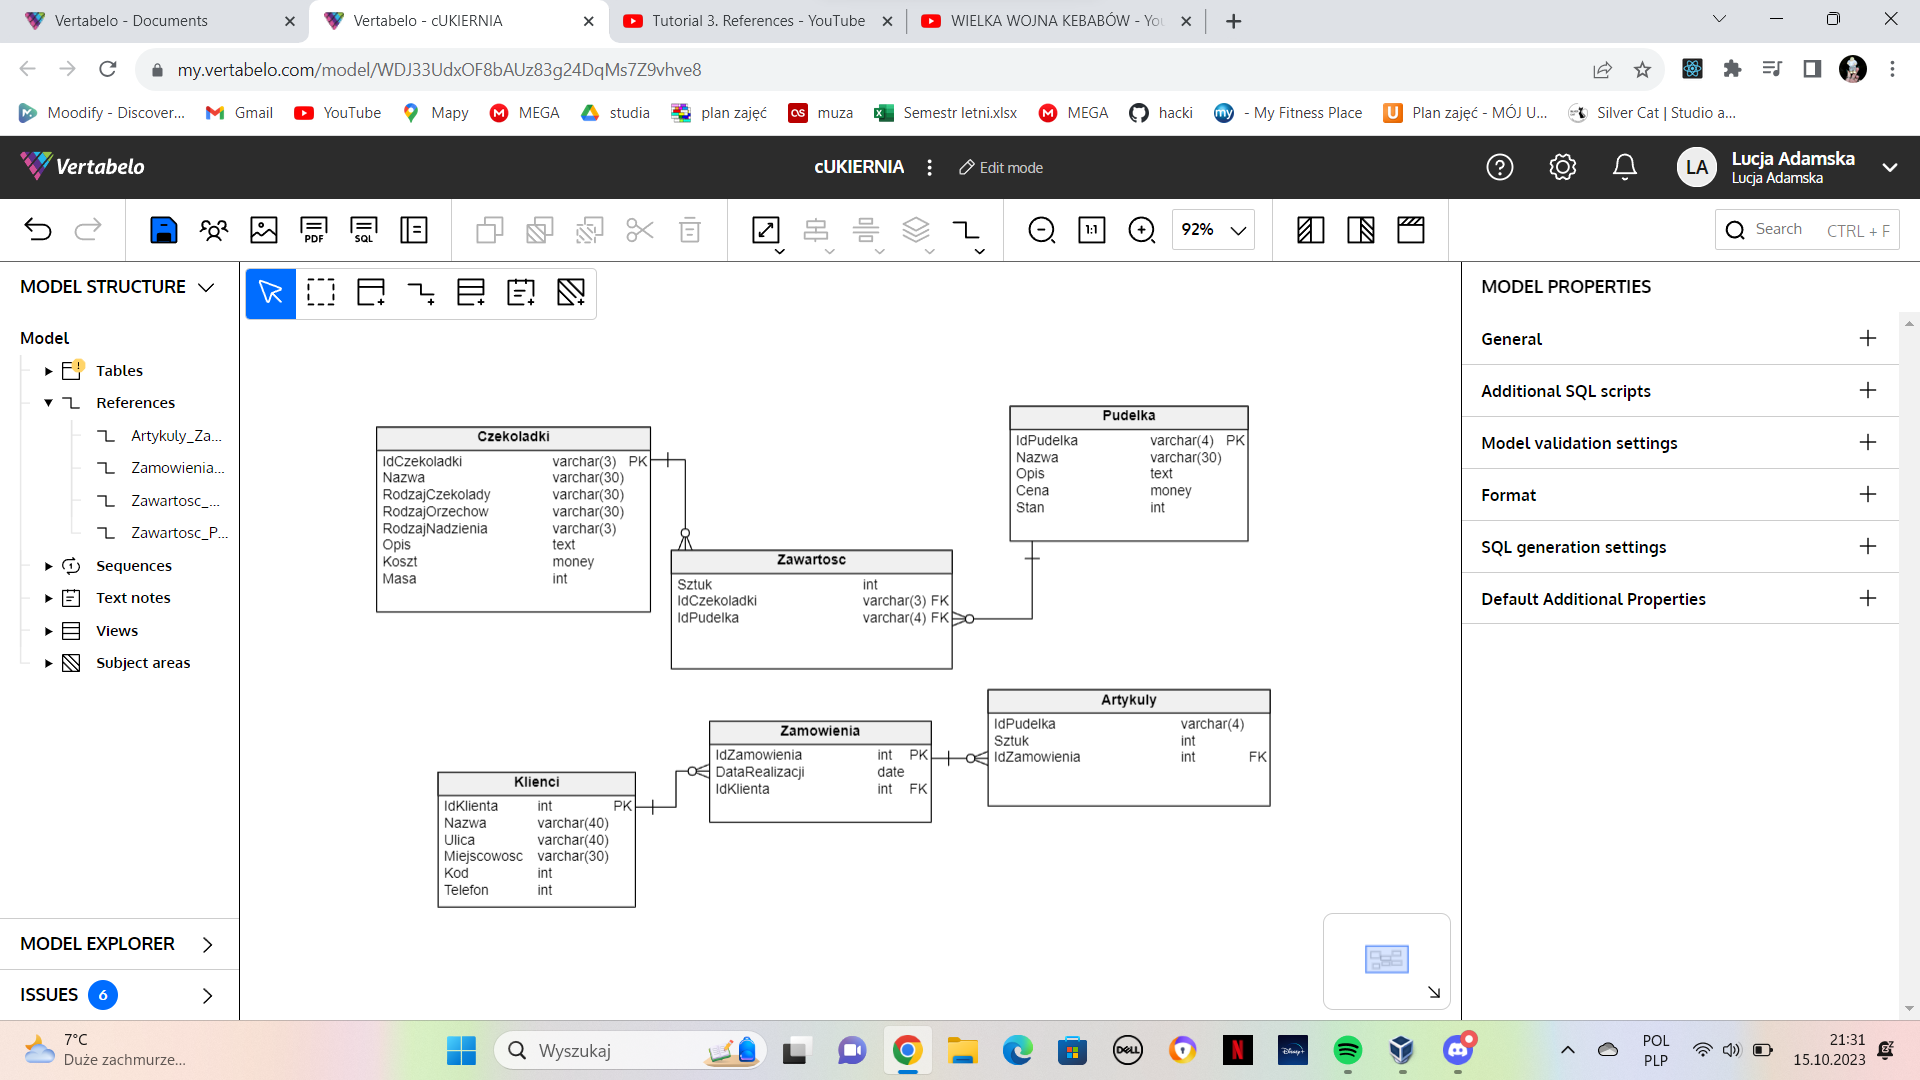 Vertabelo - Documents
Vertabelo - cUKIERNIA
Tutorial 3. References - YouTube
WIELKA WOJNA KEBABÓW - You
my.vertabelo.com/model/WDJ33UdxOF8bAUz83g24DqMs7Z9vhve8
Moodify - Discover...
Gmail
YouTube
Mapy
MEGA
studia
plan zajęć
muza
Semestr letni.xlsx
MEGA
hacki
- My Fitness Place
Plan zajęć - MÓJ U...
Silver Cat | Studio a...
Vertabelo
cUKIERNIA
Edit mode
LA
Lucja Adamska
Lucja Adamska
PDF
SQL
1:1
92%
Search
CTRL + F
MODEL STRUCTURE
Model
Tables
References
Artykuly_Za...
Zamowienia...
Zawartosc_...
Zawartosc_P...
Sequences
Text notes
Views
Subject areas
MODEL EXPLORER
ISSUES 6
Czekoladki
IdCzekoladki varchar(3) PK
Nazwa varchar(30)
RodzajCzekolady varchar(30)
RodzajOrzechow varchar(30)
RodzajNadzienia varchar(3)
Opis text
Koszt money
Masa int
Pudelka
IdPudelka varchar(4) PK
Nazwa varchar(30)
Opis text
Cena money
Stan int
Zawartosc
Sztuk int
IdCzekoladki varchar(3) FK
IdPudelka varchar(4) FK
Artykuly
IdPudelka varchar(4)
Sztuk int
IdZamowienia int FK
Zamowienia
IdZamowienia int PK
DataRealizacji date
IdKlienta int FK
Klienci
IdKlienta int PK
Nazwa varchar(40)
Ulica varchar(40)
Miejscowosc varchar(30)
Kod int
Telefon int
MODEL PROPERTIES
General
Additional SQL scripts
Model validation settings
Format
SQL generation settings
Default Additional Properties
7°C
Duże zachmurze...
Wyszukaj
DELL
N
Disney+
POL
PLP
21:31
15.10.2023